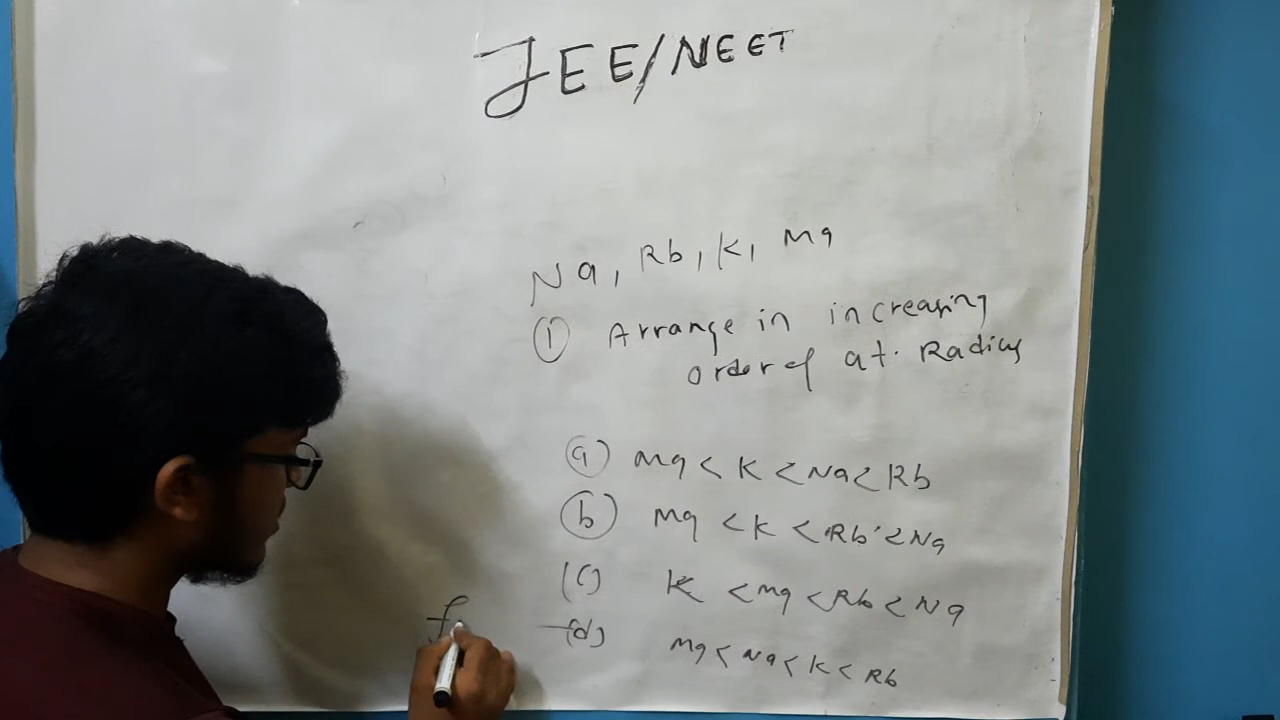 JEE/NEET
Na, Rb, K, Mg
① Arrange in increasing
order of at. Radius
(a) Mg < K < Na < Rb
(b) Mg < K < Rb < Na
(c) K < Mg < Rb < Na
(d) Mg < Na < K < Rb